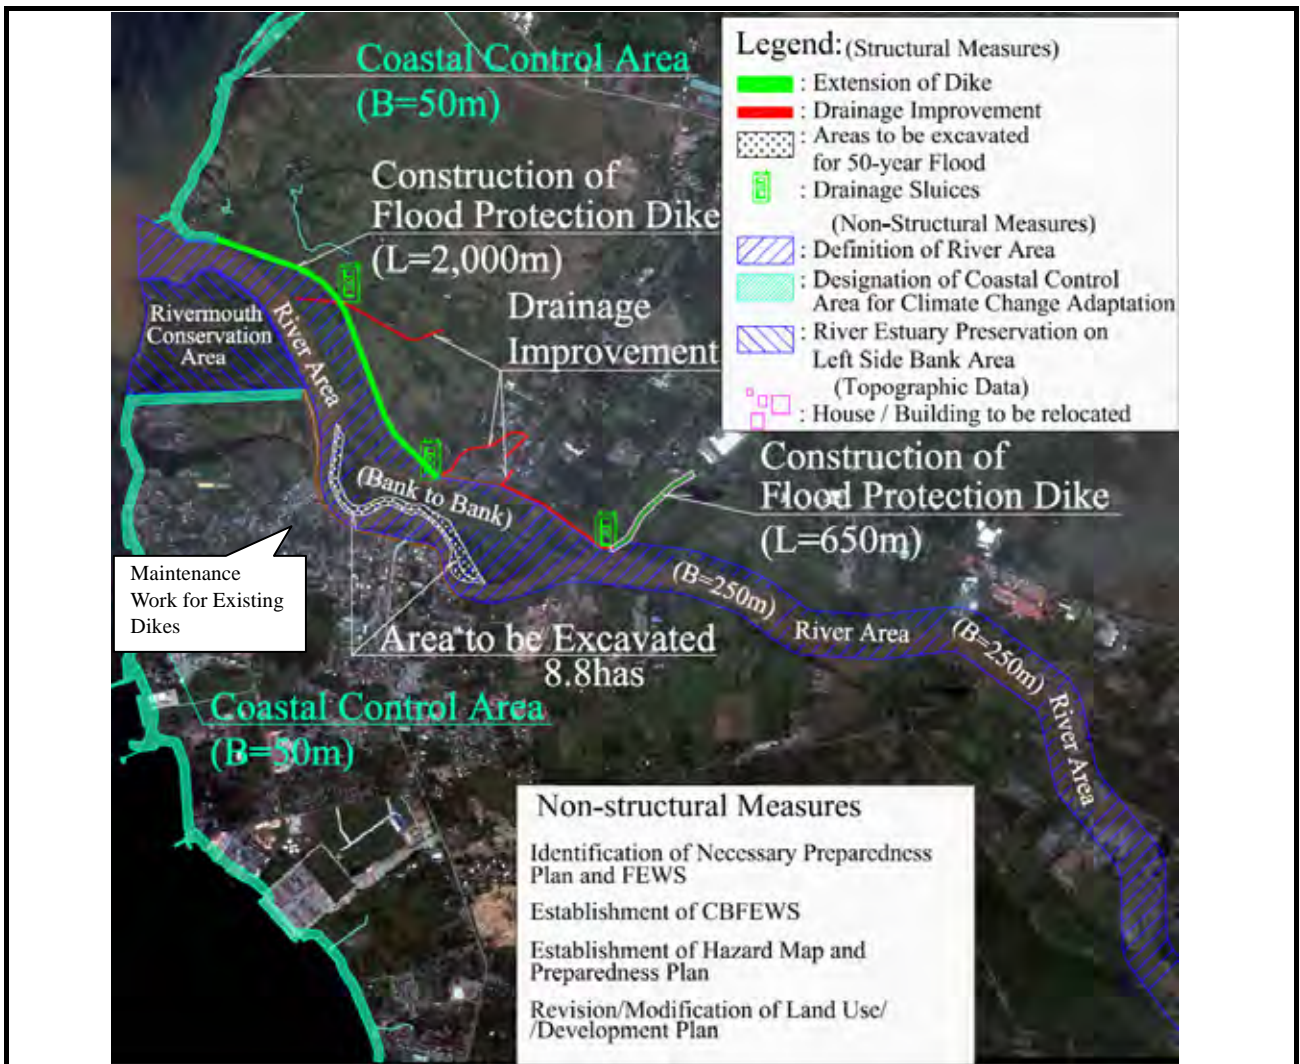 Coastal Control Area
(B=50m)
Construction of
Flood Protection Dike
(L=2,000m)
Drainage
Improvement
Rivermouth
Conservation
Area
River Area
(Bank to Bank)
Legend: (Structural Measures)
: Extension of Dike
: Drainage Improvement
: Areas to be excavated
for 50-year Flood
: Drainage Sluices
(Non-Structural Measures)
: Definition of River Area
: Designation of Coastal Control
Area for Climate Change Adaptation
: River Estuary Preservation on
Left Side Bank Area
(Topographic Data)
: House / Building to be relocated
Construction of
Flood Protection Dike
(L=650m)
(B=250m)
River Area
(B=250m)
River Area
Maintenance
Work for Existing
Dikes
Area to be Excavated
8.8has
Coastal Control Area
(B=50m)
Non-structural Measures
Identification of Necessary Preparedness
Plan and FEWS
Establishment of CBFEWS
Establishment of Hazard Map and
Preparedness Plan
Revision/Modification of Land Use/
/Development Plan